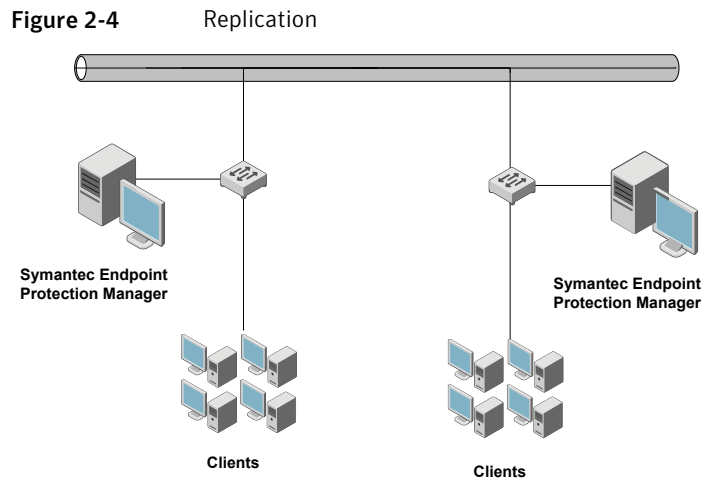 Figure 2-4 Replication
Symantec Endpoint
Protection Manager
Symantec Endpoint
Protection Manager
Clients
Clients